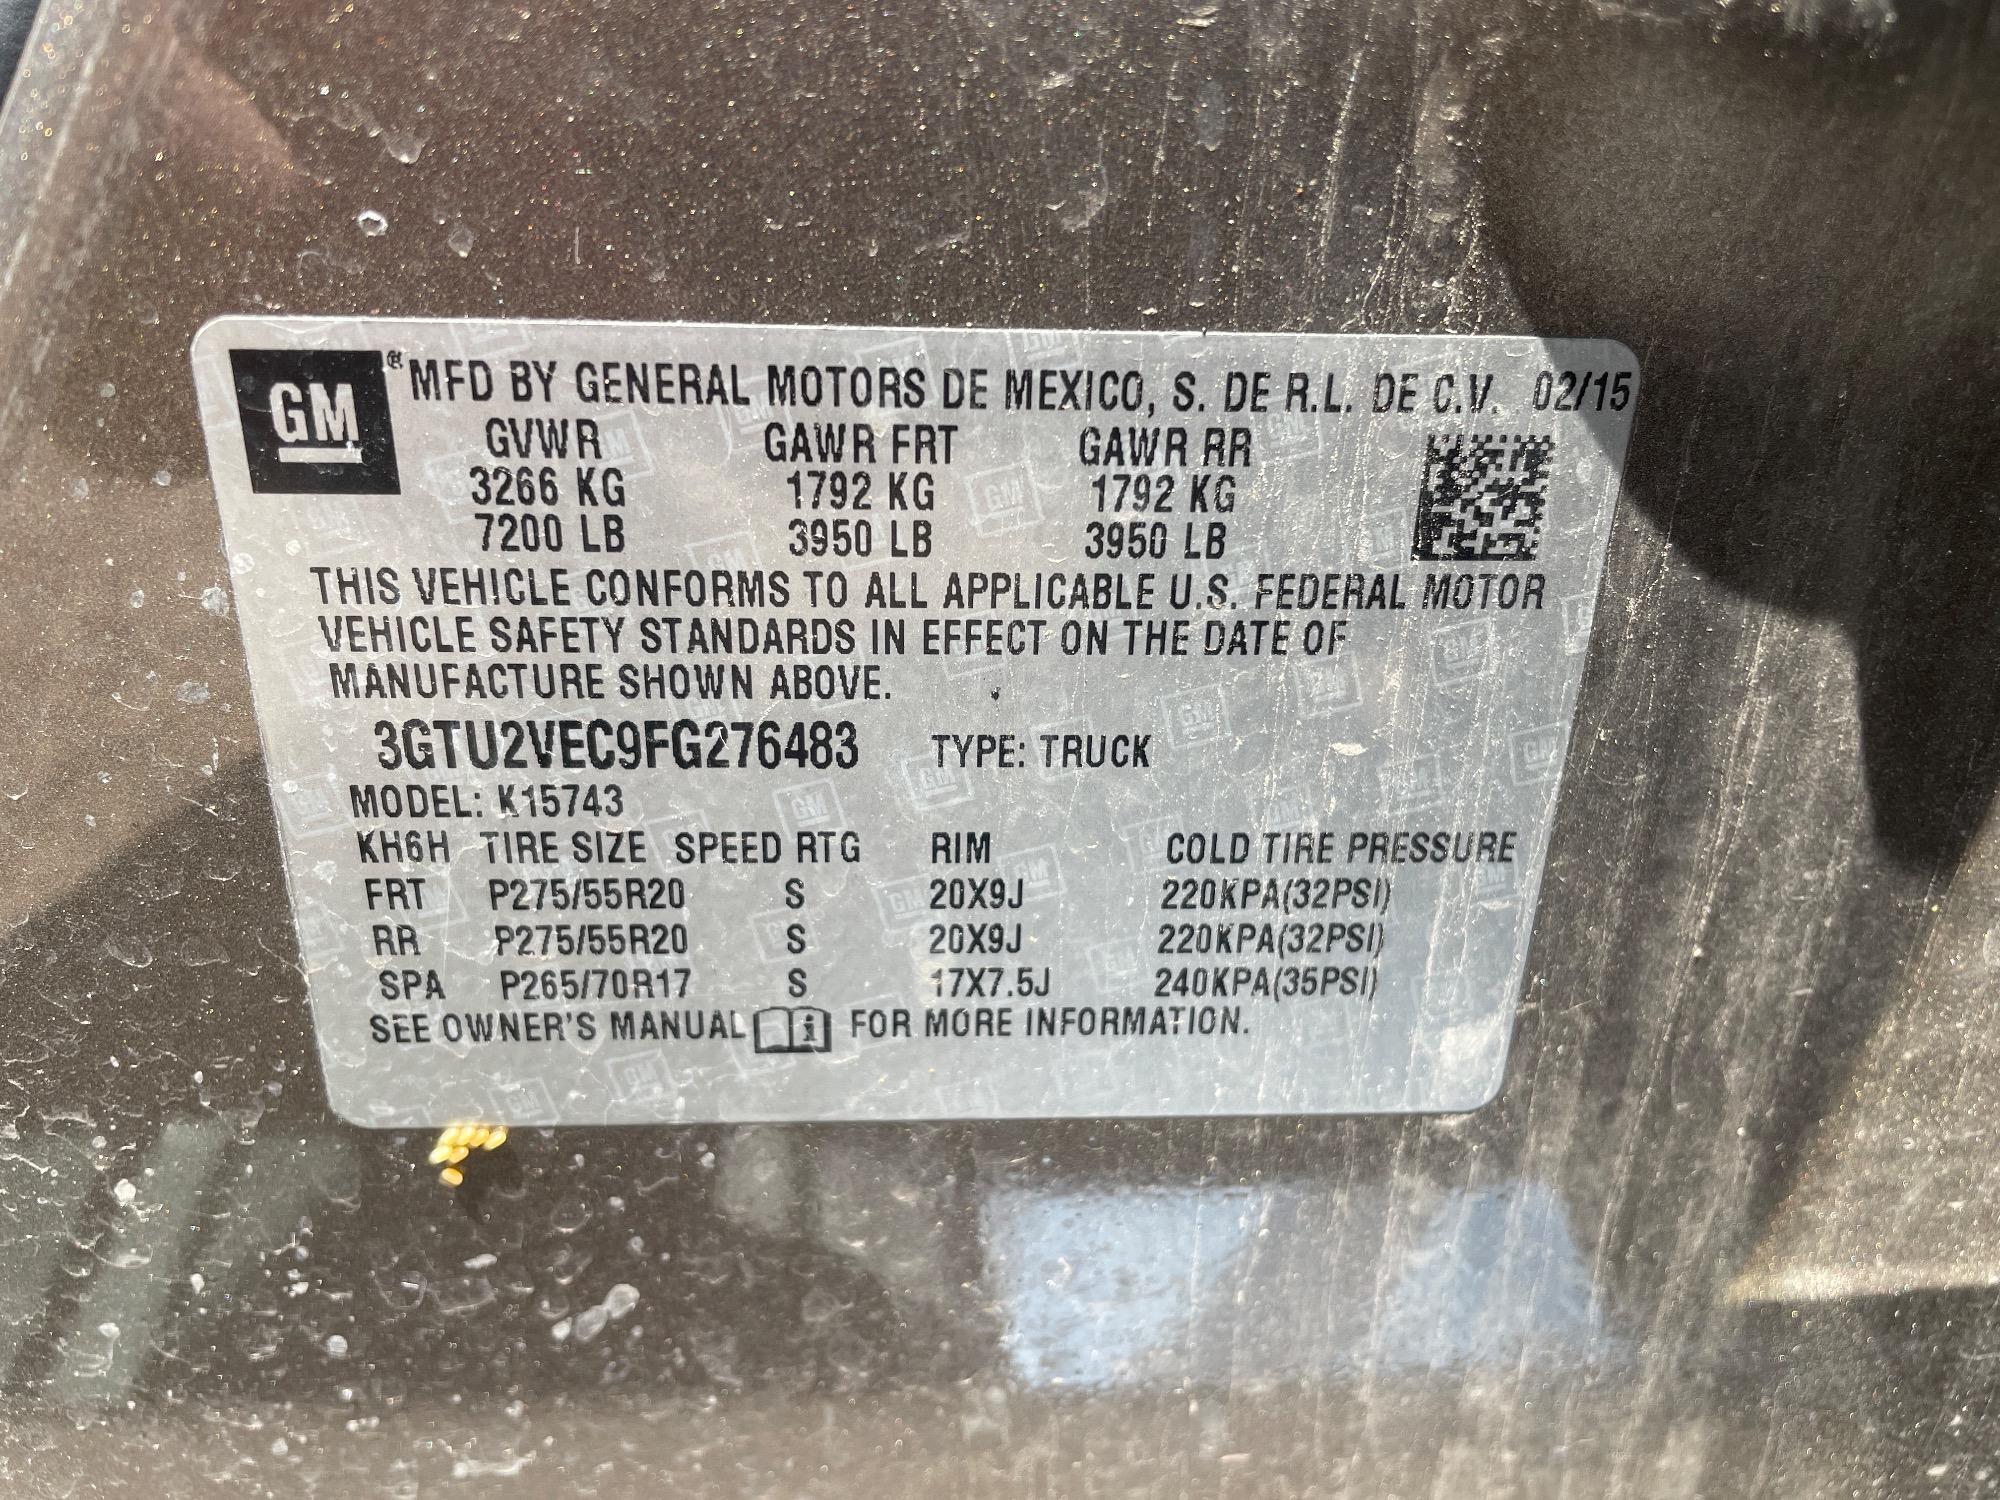 GM ® MFD BY GENERAL MOTORS DE MEXICO, S. DE R.L. DE C.V. 02/15
GVWR GAWR FRT GAWR RR
3266 KG 1792 KG 1792 KG
7200 LB 3950 LB 3950 LB
THIS VEHICLE CONFORMS TO ALL APPLICABLE U.S. FEDERAL MOTOR
VEHICLE SAFETY STANDARDS IN EFFECT ON THE DATE OF
MANUFACTURE SHOWN ABOVE.
3GTU2VEC9FG276483 TYPE: TRUCK
MODEL: K15743
KH6H TIRE SIZE SPEED RTG RIM COLD TIRE PRESSURE
FRT P275/55R20 S 20X9J 220KPA(32PSI)
RR P275/55R20 S 20X9J 220KPA(32PSI)
SPA P265/70R17 S 17X7.5J 240KPA(35PSI)
SEE OWNER'S MANUAL FOR MORE INFORMATION.